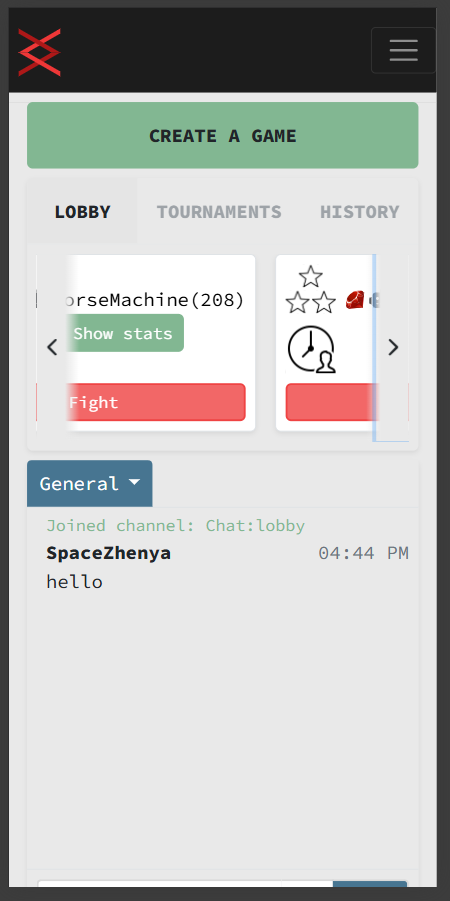 CREATE A GAME
LOBBY TOURNAMENTS HISTORY
orseMachine(208)
Show stats
Fight
General
Joined channel: Chat:lobby
SpaceZhenya 04:44 PM
hello